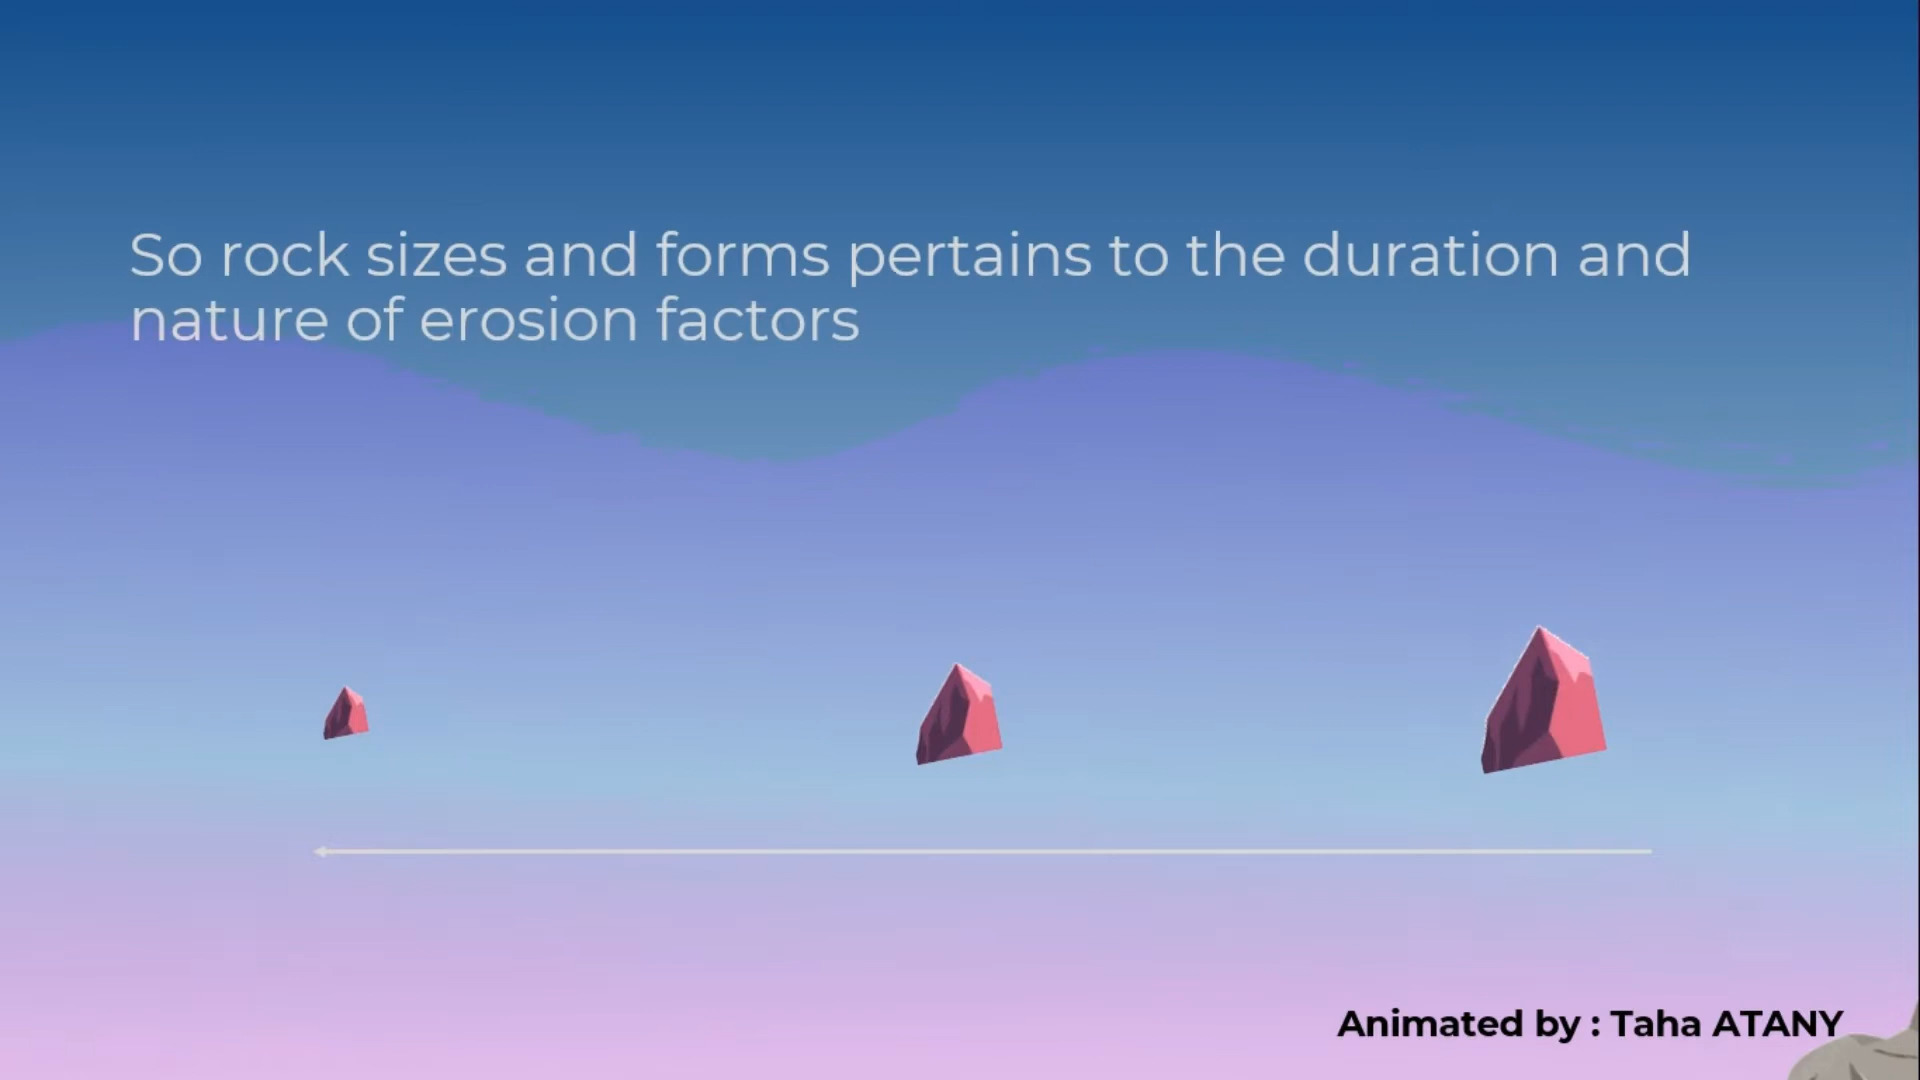 So rock sizes and forms pertains to the duration and
nature of erosion factors
Animated by : Taha ATANY